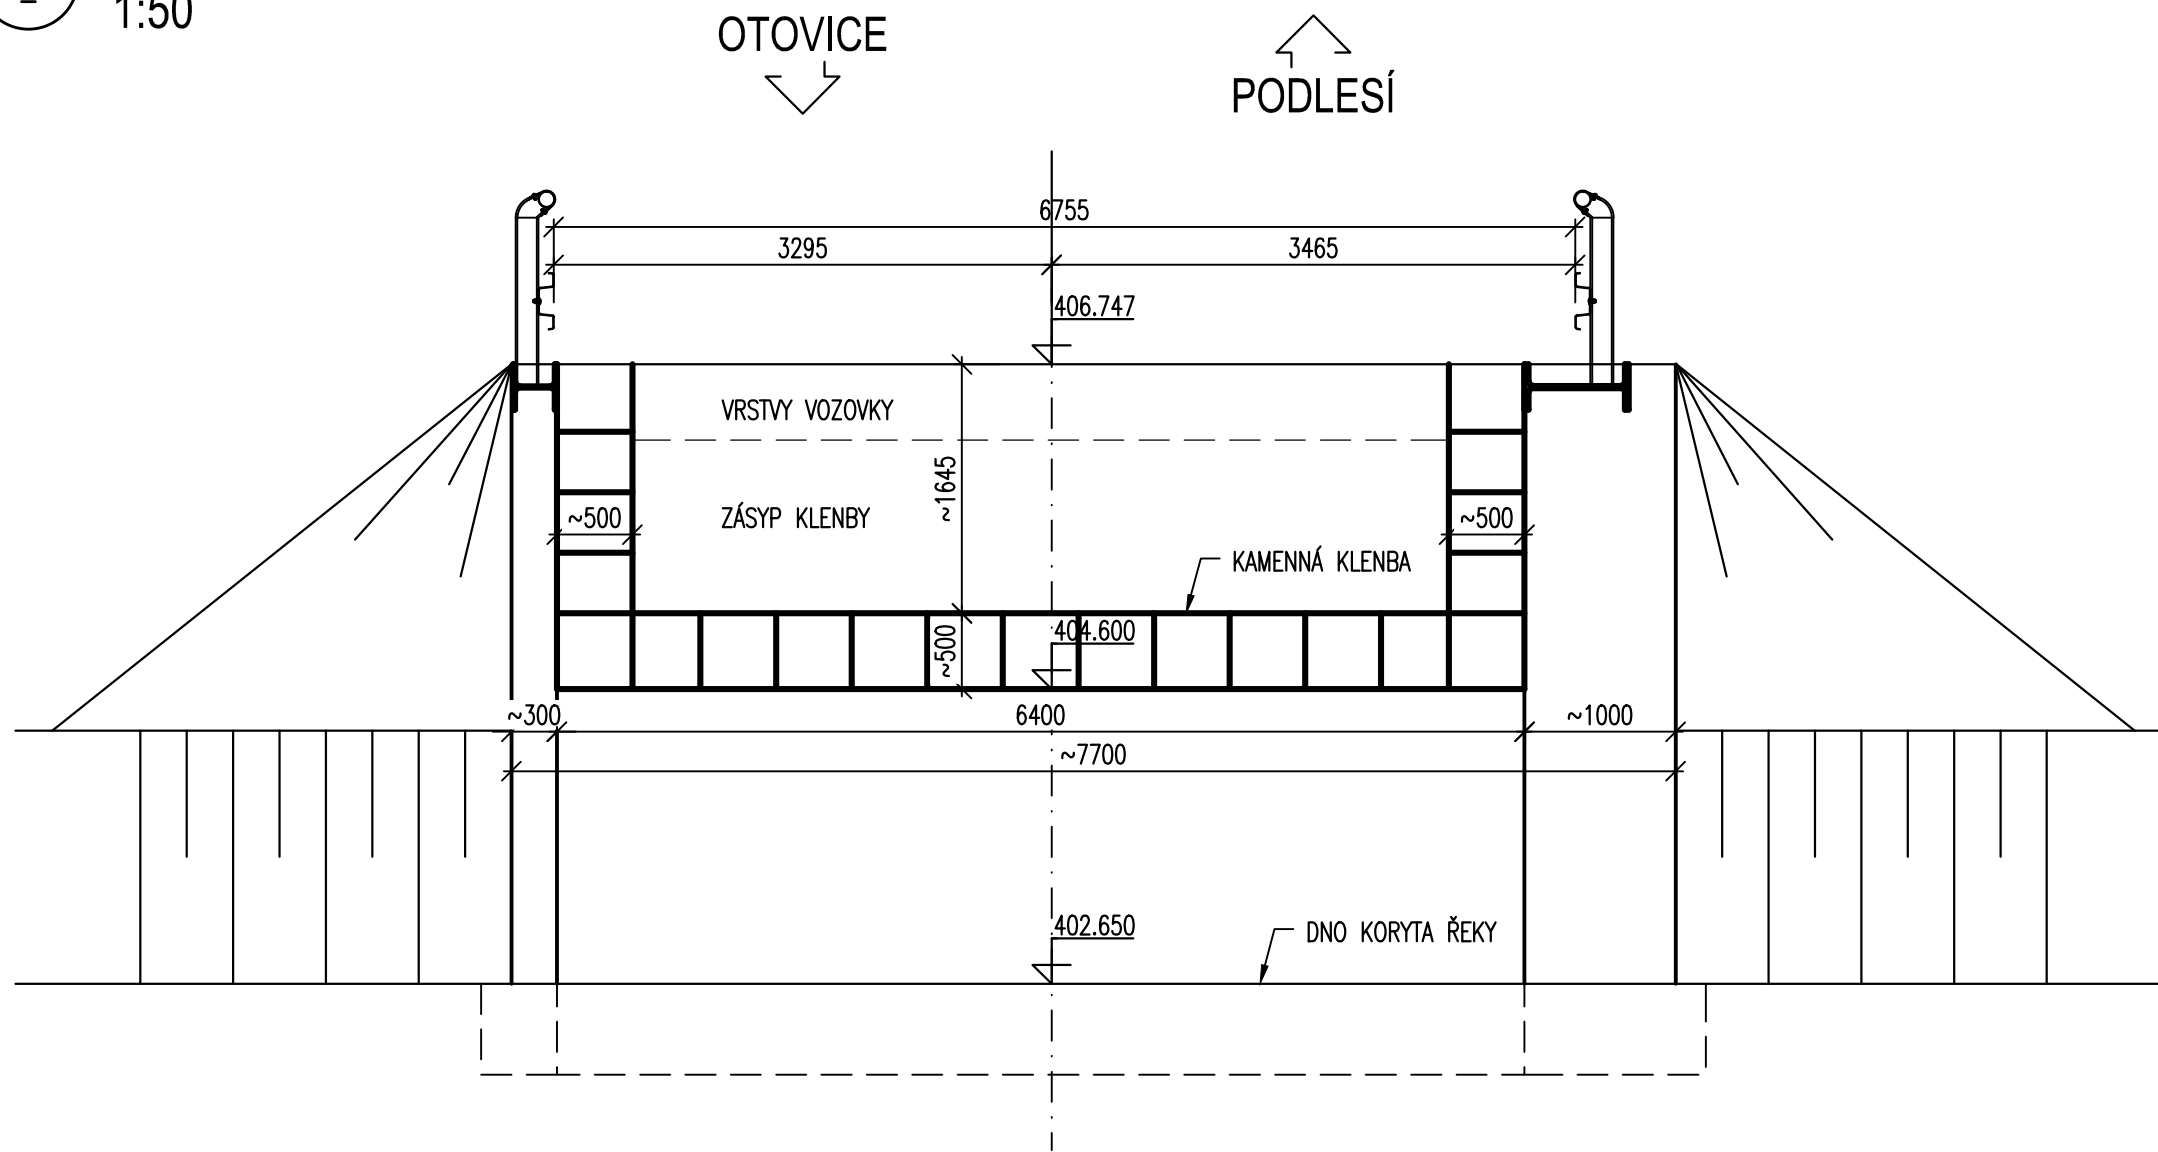 1:50
OTOVICE
PODLESÍ
6755
3295
3465
406.747
VRSTVY VOZOVKY
~1645
~500
ZÁSYP KLENBY
~500
KAMENNÁ KLENBA
~500
404.600
~300
6400
~1000
~7700
402.650
DNO KORYTA ŘEKY